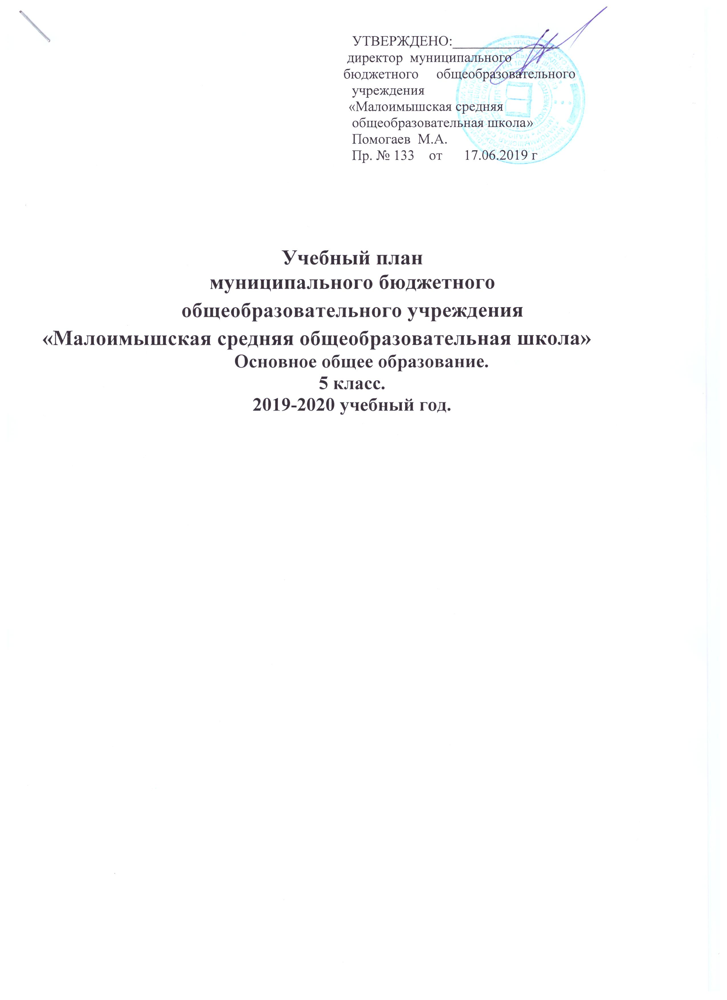 УТВЕРЖДЕНО:
директор муниципального
бюджетного общеобразовательного
учреждения
«Малоимышская средняя
общеобразовательная школа»
Помогаев М.А.
Пр. № 133 от 17.06.2019 г
Учебный план
муниципального бюджетного
общеобразовательного учреждения
«Малоимышская средняя общеобразовательная школа»
Основное общее образование.
5 класс.
2019-2020 учебный год.